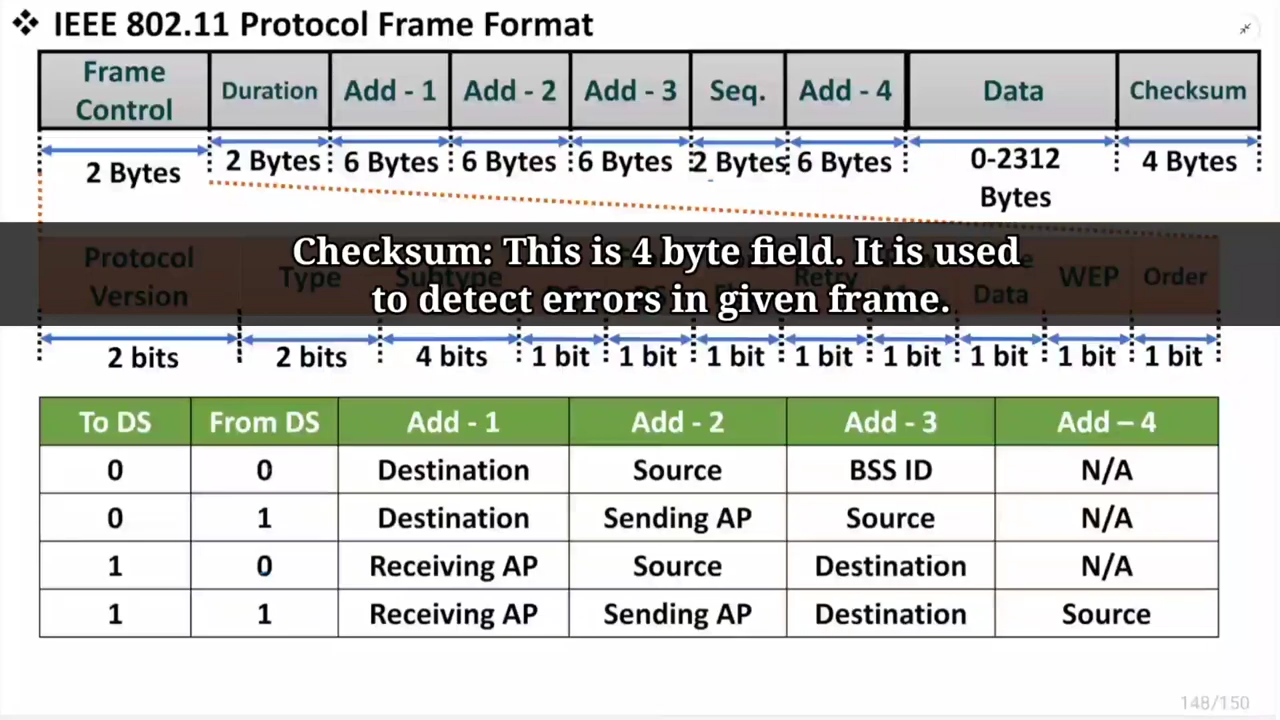 ❖ IEEE 802.11 Protocol Frame Format
Frame Control Duration Add - 1 Add - 2 Add - 3 Seq. Add - 4 Data Checksum
2 Bytes 2 Bytes 6 Bytes 6 Bytes 6 Bytes 2 Bytes 6 Bytes 0-2312 Bytes 4 Bytes
Checksum: This is 4 byte field. It is used
to detect errors in given frame.
Protocol Version Type Subtype Retry Data WEP Order
2 bits 2 bits 4 bits 1 bit 1 bit 1 bit 1 bit 1 bit 1 bit 1 bit 1 bit
To DS From DS Add - 1 Add - 2 Add - 3 Add – 4
0 0 Destination Source BSS ID N/A
0 1 Destination Sending AP Source N/A
1 0 Receiving AP Source Destination N/A
1 1 Receiving AP Sending AP Destination Source
148/150